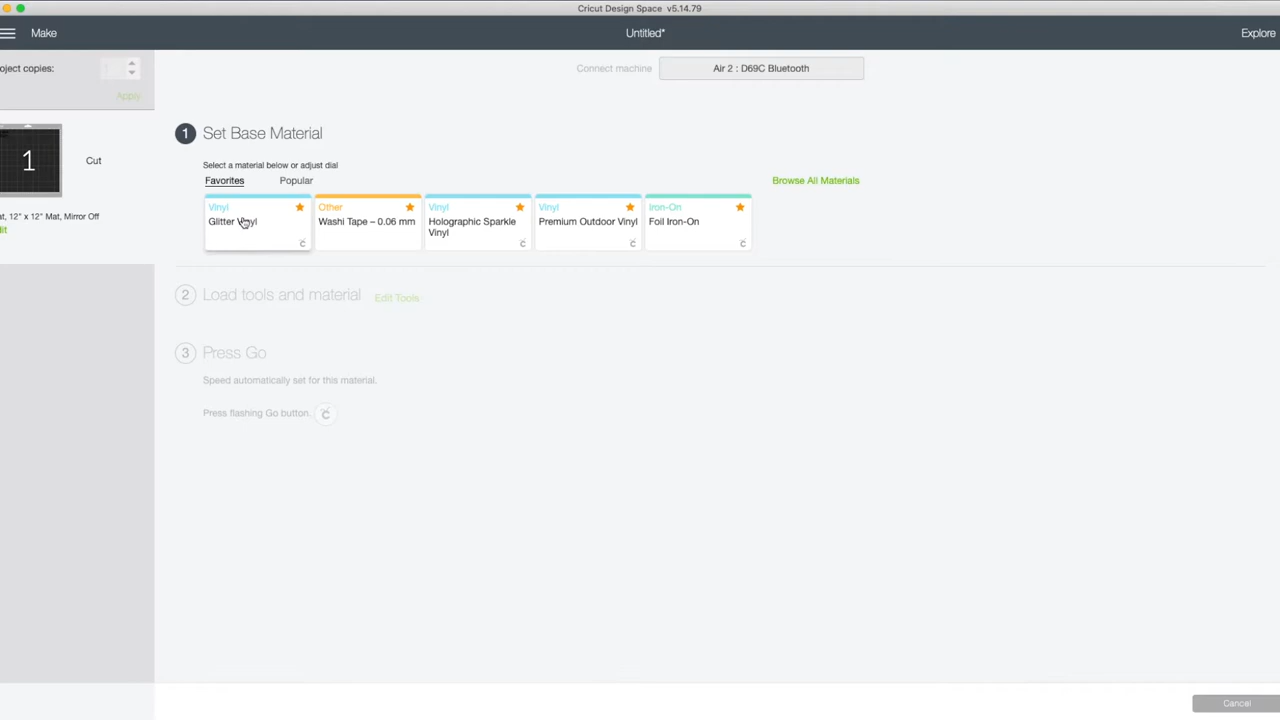 Cricut Design Space v5.14.79
Make
Untitled*
Explore
oject copies:
1
Apply
Connect machine
Air 2 : D69C Bluetooth
1
Cut
at, 12" x 12" Mat, Mirror Off
it
1 Set Base Material
Select a material below or adjust dial
Favorites
Popular
Browse All Materials
Vinyl
Glitter Vinyl
Other
Washi Tape – 0.06 mm
Vinyl
Holographic Sparkle
Vinyl
Vinyl
Premium Outdoor Vinyl
Iron-On
Foil Iron-On
2 Load tools and material
Edit Tools
3 Press Go
Speed automatically set for this material.
Press flashing Go button.
Cancel